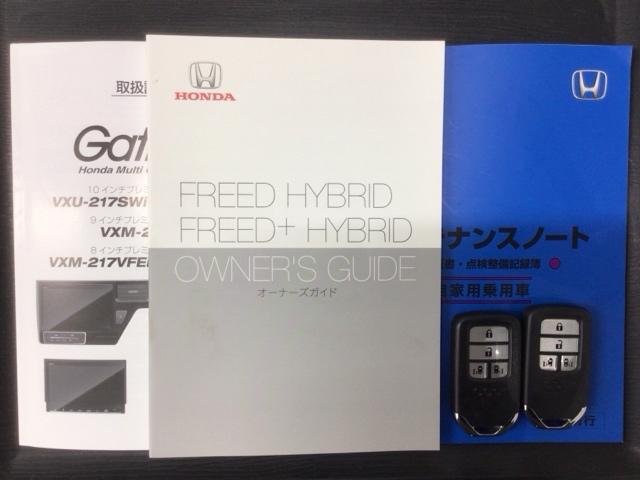 取扱
Gat
Honda Multi
10インチプレミ
VXU-217SWi
9インチプレミ
VXM-2
8インチプレミ
VXM-217VFE
HONDA
FREED HYBRID
FREED+ HYBRID
OWNER'S GUIDE
オーナーズガイド
ナンスノート
書・点検整備記録簿
家用乗用車
行